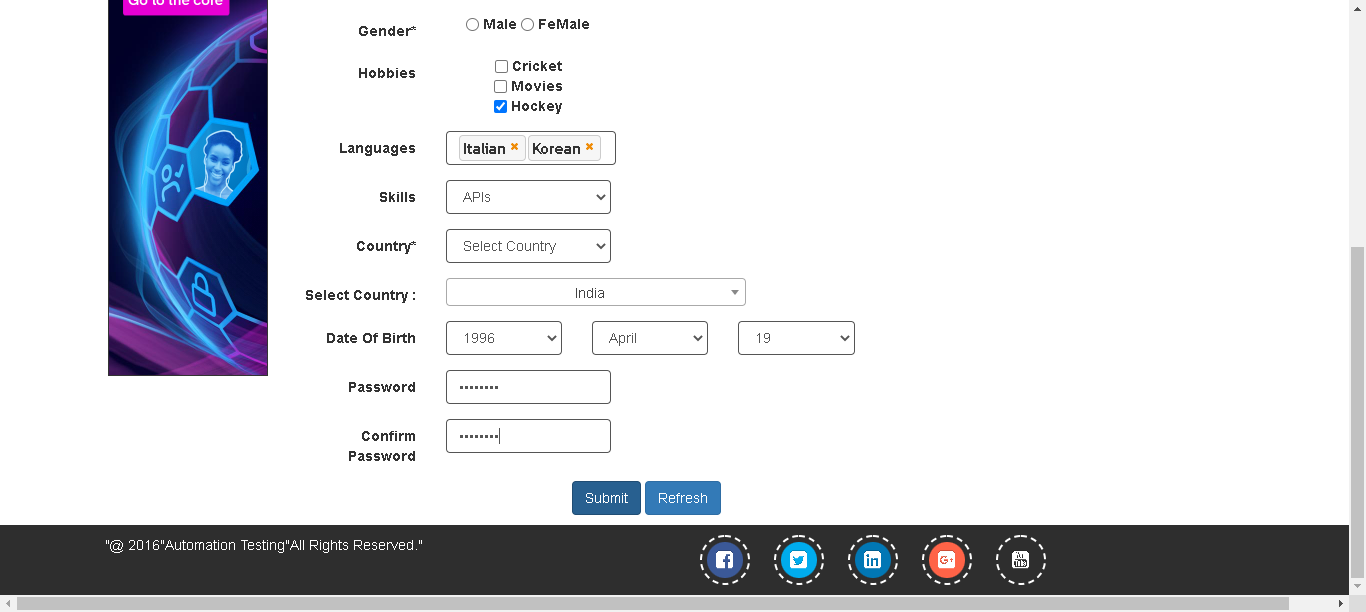 Go to the core
Gender*
Male FeMale
Hobbies
Cricket
Movies
Hockey
Languages
Italian Korean
Skills
APIs
Country*
Select Country
Select Country :
India
Date Of Birth
1996 April 19
Password
••••••••
Confirm
Password
••••••••
Submit Refresh
"@ 2016"Automation Testing"All Rights Reserved."